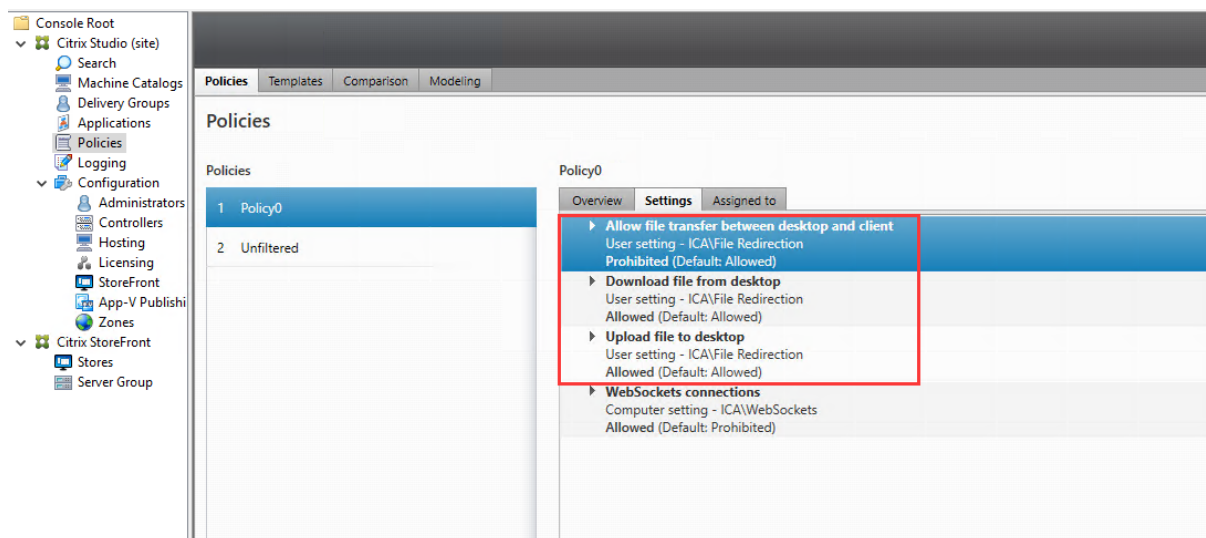 Console Root
Citrix Studio (site)
Search
Machine Catalogs
Delivery Groups
Applications
Policies
Logging
Configuration
Administrators
Controllers
Hosting
Licensing
StoreFront
App-V Publishi
Zones
Citrix StoreFront
Stores
Server Group
Policies Templates Comparison Modeling
Policies
Policies
1 Policy0
2 Unfiltered
Policy0
Overview Settings Assigned to
Allow file transfer between desktop and client
User setting - ICA\File Redirection
Prohibited (Default: Allowed)
Download file from desktop
User setting - ICA\File Redirection
Allowed (Default: Allowed)
Upload file to desktop
User setting - ICA\File Redirection
Allowed (Default: Allowed)
WebSockets connections
Computer setting - ICA\WebSockets
Allowed (Default: Prohibited)